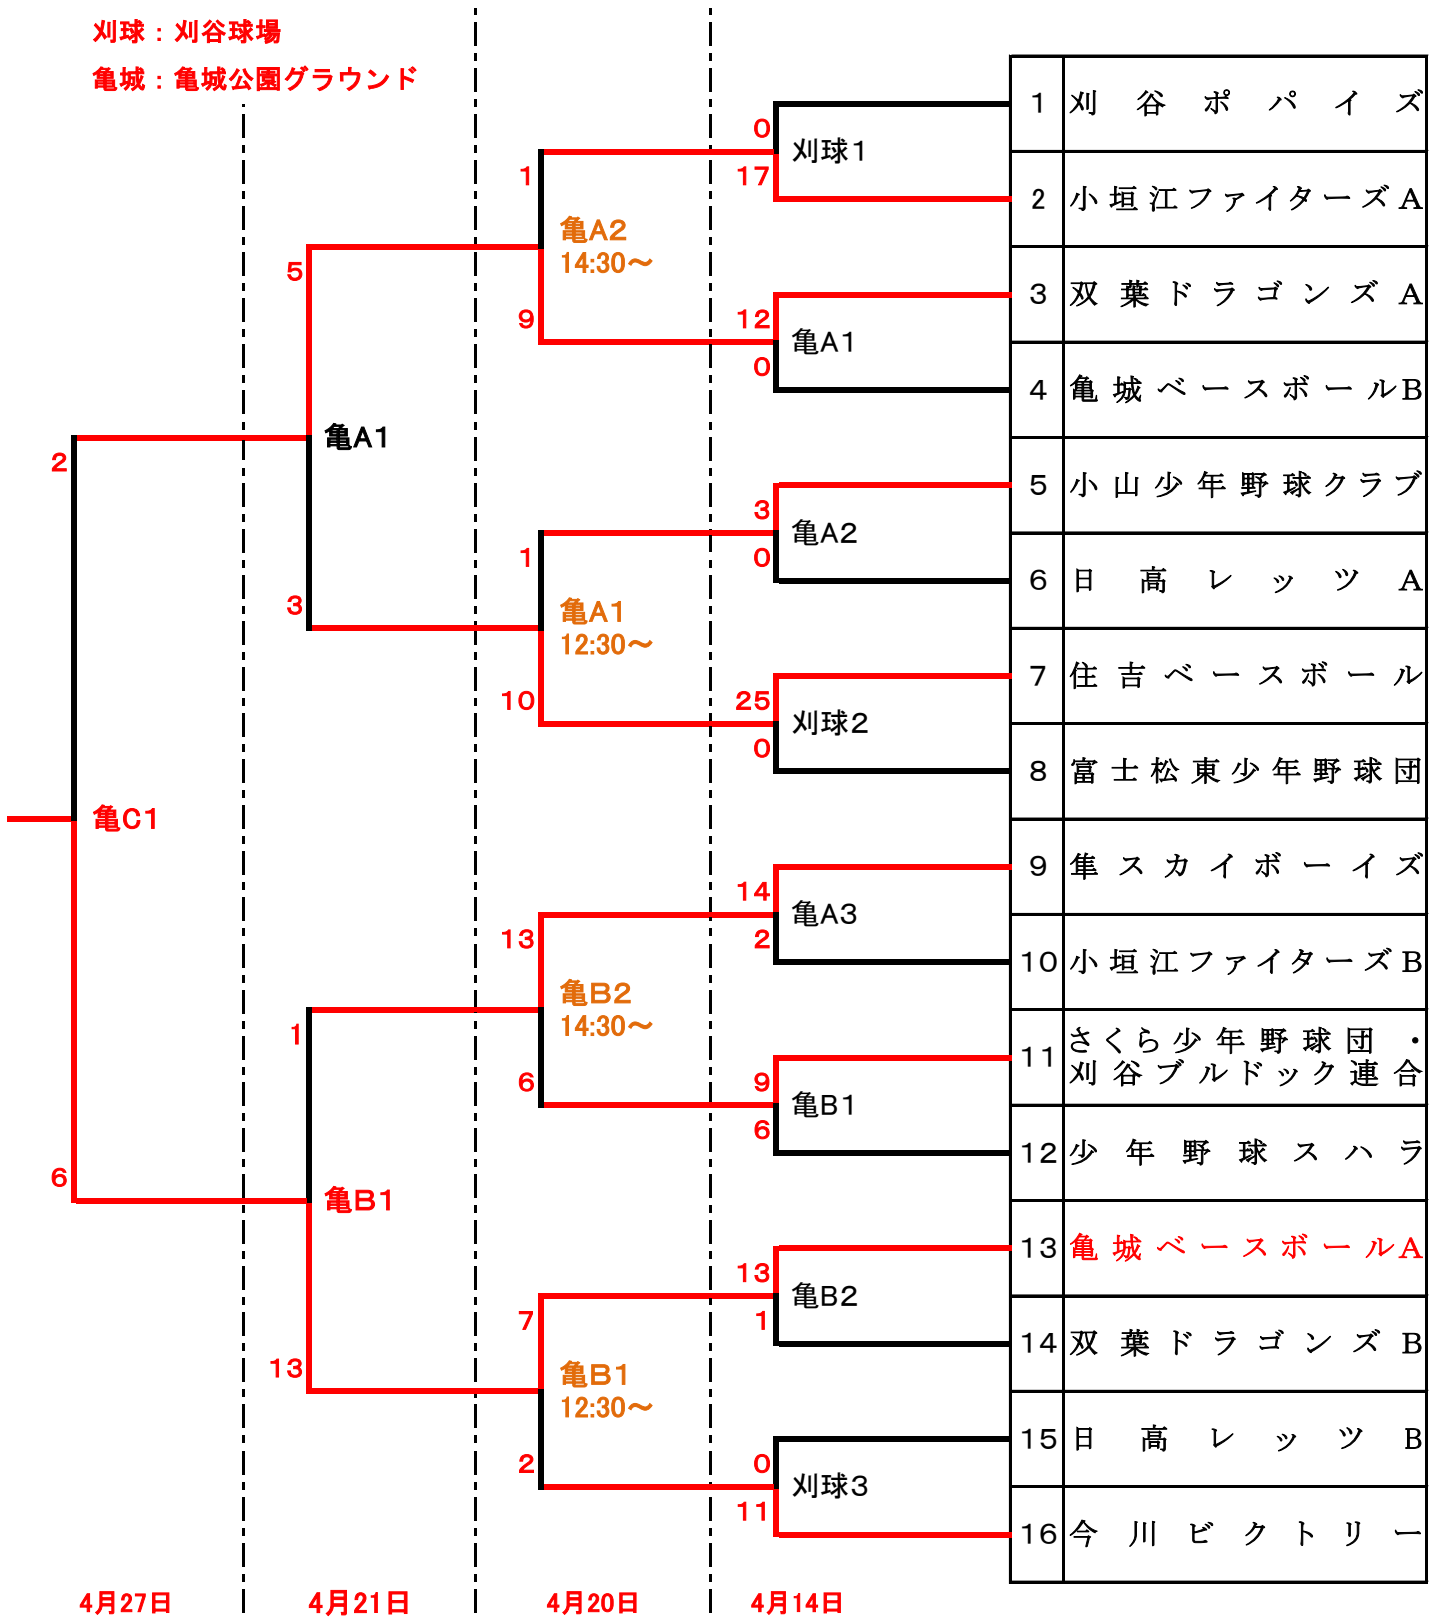 刈球：刈谷球場
亀城：亀城公園グラウンド
1 刈谷ポパイズ
0
刈球1
17
2 小垣江ファイターズA
1
亀A2
14:30～
9
3 双葉ドラゴンズA
12
亀A1
0
4 亀城ベースボールB
5
亀A1
3
5 小山少年野球クラブ
3
亀A2
0
6 日高レッツA
1
亀A1
12:30～
10
7 住吉ベースボール
25
刈球2
0
8 富士松東少年野球団
2
亀C1
6
9 隼スカイボーイズ
14
亀A3
2
10 小垣江ファイターズB
13
亀B2
14:30～
6
11 さくら少年野球団・
刈谷ブルドック連合
9
亀B1
6
12 少年野球スハラ
1
亀B1
13
13 亀城ベースボールA
13
亀B2
1
14 双葉ドラゴンズB
7
亀B1
12:30～
2
15 日高レッツB
0
刈球3
11
16 今川ビクトリー
4月27日 4月21日 4月20日 4月14日